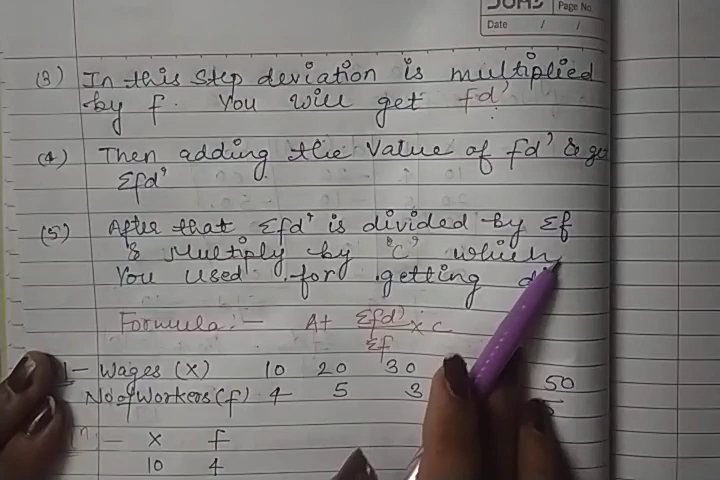 Page No.
Date / /
(3) In this step deviation is multiplied
by f. You will get fd'
(4) Then adding the value of fd' & get
Σfd'
(5) After that Σfd' is divided by Σf
& Multiply by 'C' which
You used for getting
Formula:- A+ Σfd'/Σf × C
Wages (X) 10 20 30 50
No of Workers (f) 4 5 3
X f
10 4